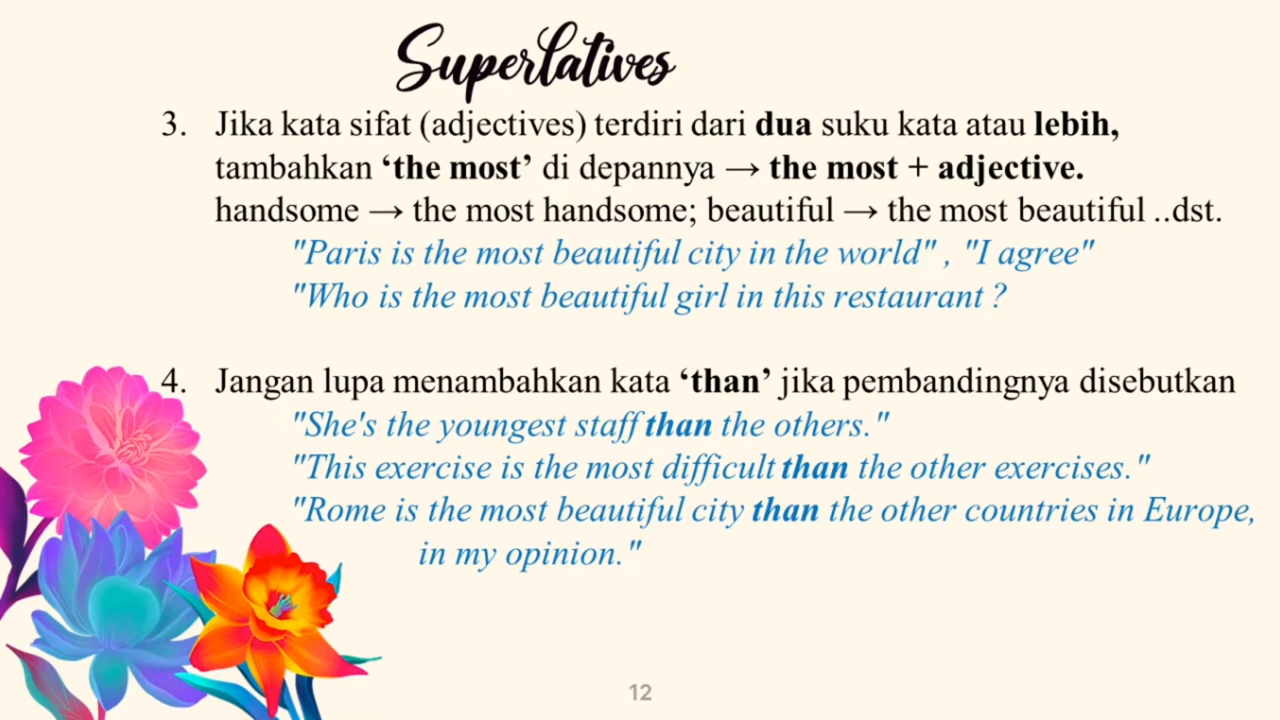 Superlatives
3. Jika kata sifat (adjectives) terdiri dari dua suku kata atau lebih,
tambahkan ‘the most’ di depannya → the most + adjective.
handsome → the most handsome; beautiful → the most beautiful ..dst.
"Paris is the most beautiful city in the world" , "I agree"
"Who is the most beautiful girl in this restaurant ?
4. Jangan lupa menambahkan kata ‘than’ jika pembandingnya disebutkan
"She's the youngest staff than the others."
"This exercise is the most difficult than the other exercises."
"Rome is the most beautiful city than the other countries in Europe,
in my opinion."
12